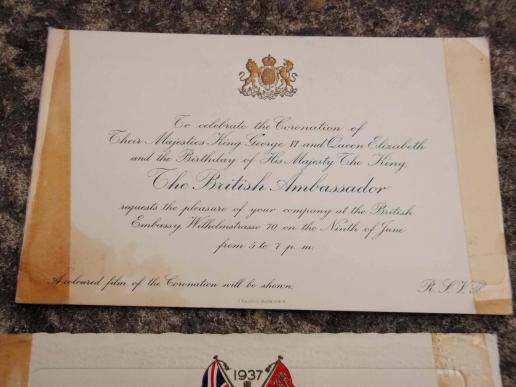 To celebrate the Coronation of
Their Majesties King George VI and Queen Elizabeth
and the Birthday of His Majesty The King
The British Ambassador
requests the pleasure of your company at the British
Embassy, Wilhelmstrasse 70, on the Ninth of June
from 5 to 7 p.m.
A coloured film of the Coronation will be shown.
R.S.V.P.
1937